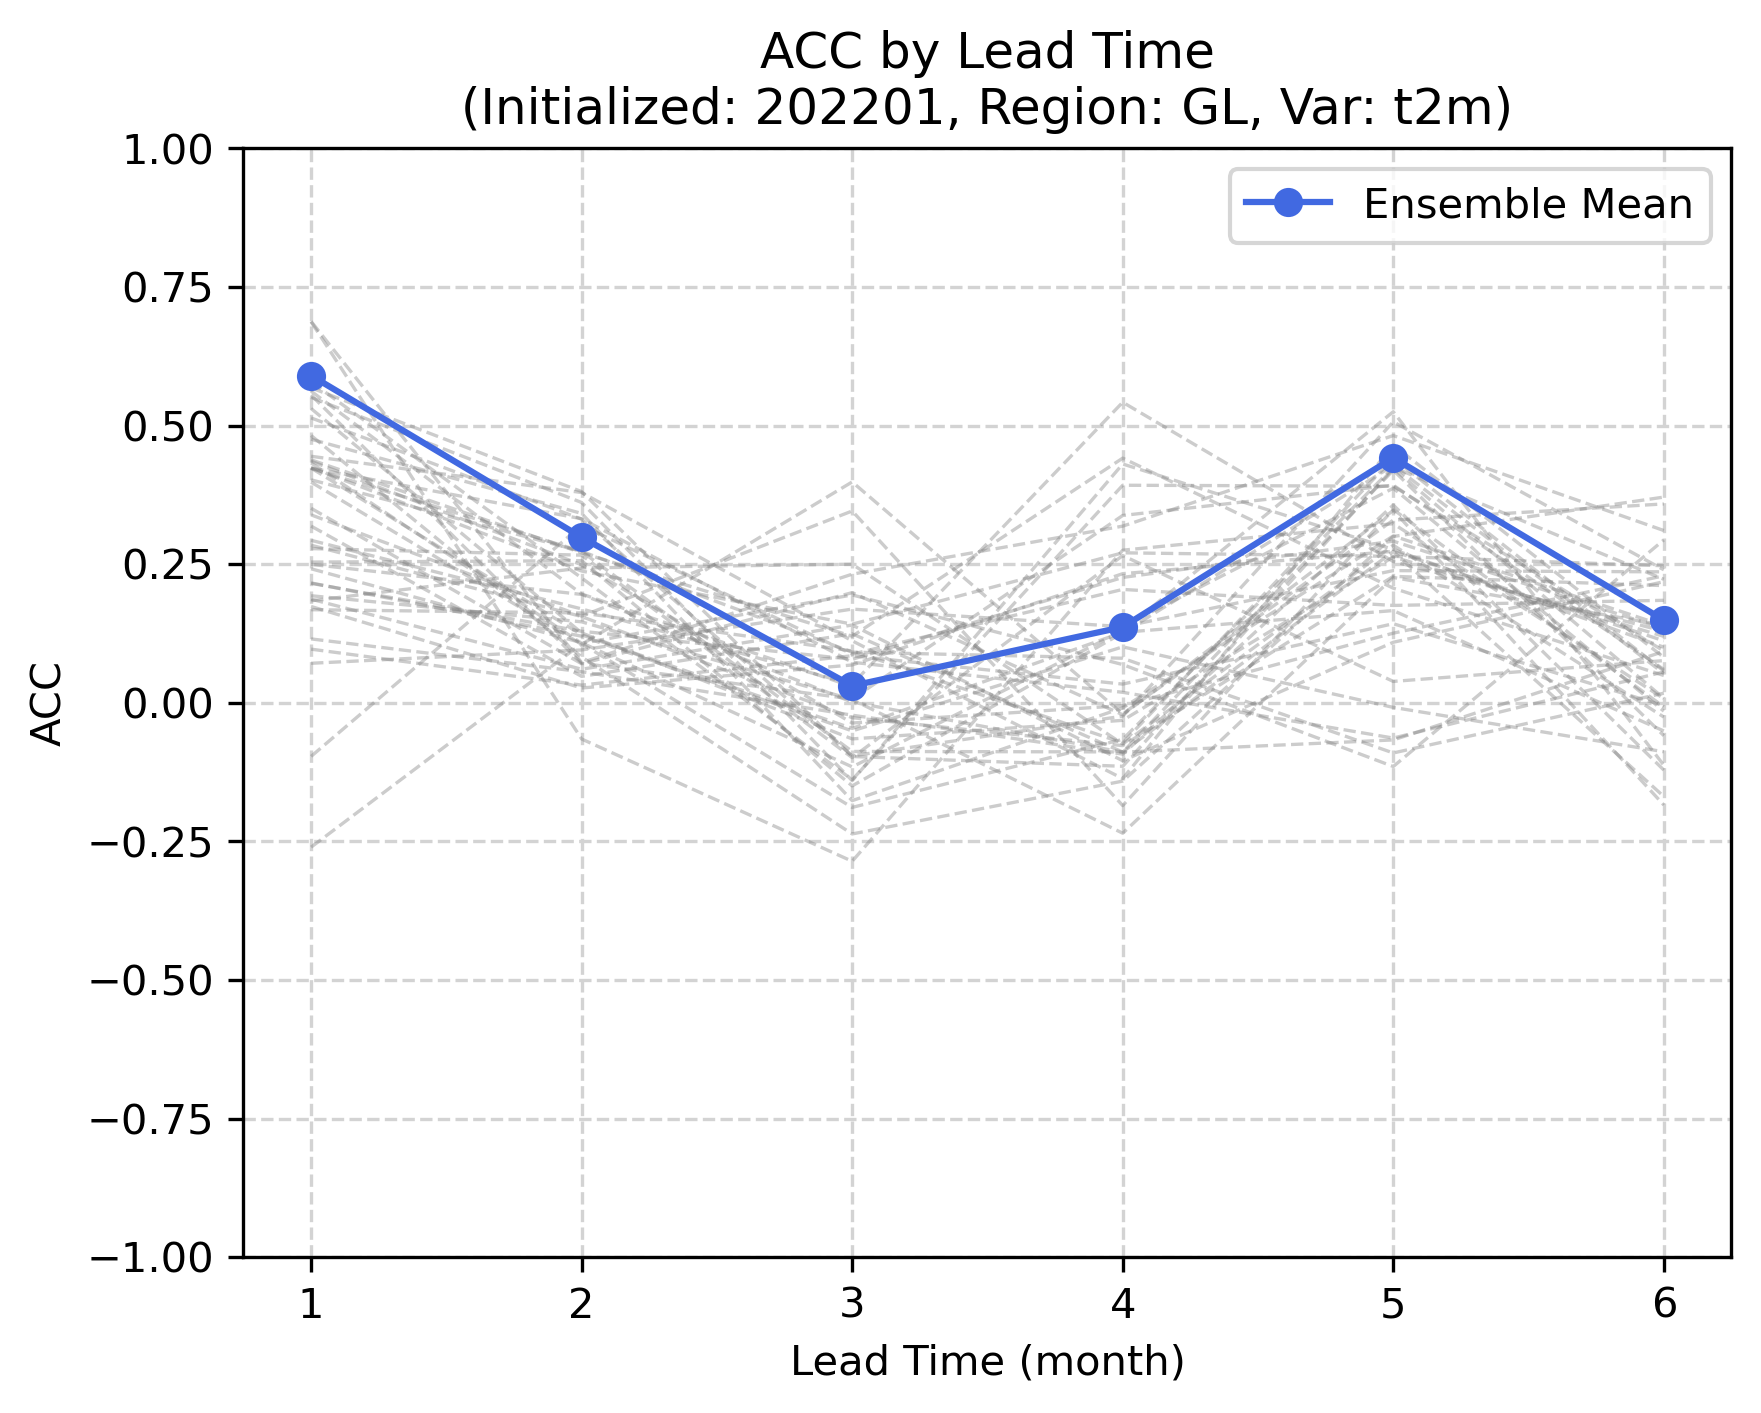 ACC by Lead Time
(Initialized: 202201, Region: GL, Var: t2m)
Ensemble Mean
ACC
1.00
0.75
0.50
0.25
0.00
−0.25
−0.50
−0.75
−1.00
1 2 3 4 5 6
Lead Time (month)